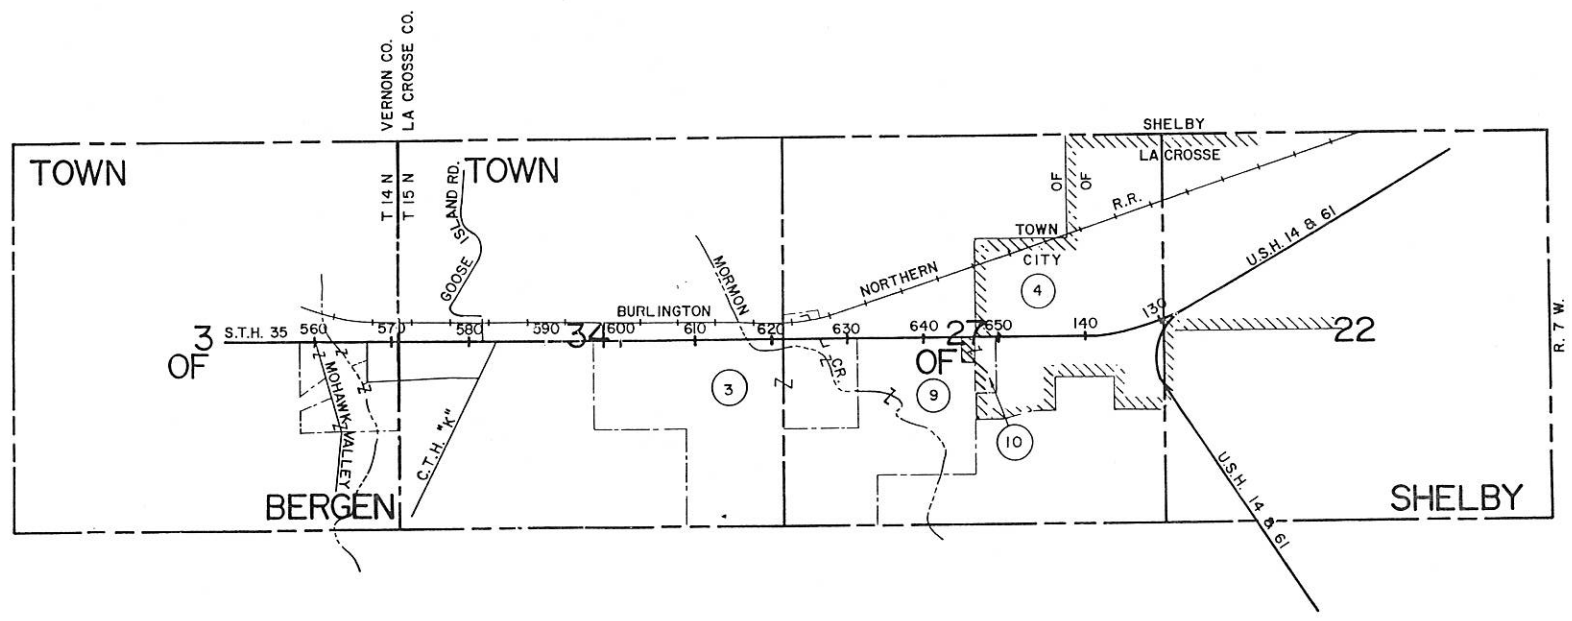 VERNON CO.
LA CROSSE CO.
SHELBY
LA CROSSE
TOWN
TOWN
T 14 N
T 15 N
GOOSE ISLAND RD.
OF
OF
R.R.
TOWN
CITY
U.S.H. 14 & 61
MORMON
NORTHERN
4
BURLINGTON
130
3
S.T.H. 35
560
570
580
590
34
600
610
620
630
640
27
650
140
22
R. 7 W.
OF
OF
MOHAWK VALLEY
CR.
3
9
10
C.T.H. "K"
U.S.H. 14 & 61
BERGEN
SHELBY